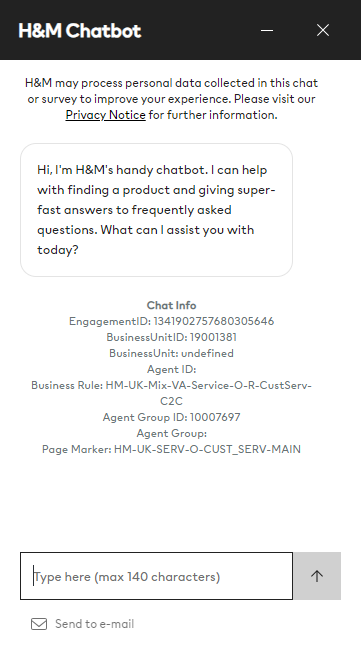 H&M Chatbot
H&M may process personal data collected in this chat
or survey to improve your experience. Please visit our
Privacy Notice for further information.
Hi, I'm H&M's handy chatbot. I can help
with finding a product and giving super-
fast answers to frequently asked
questions. What can I assist you with
today?
Chat Info
EngagementID: 1341902757680305646
BusinessUnitID: 19001381
BusinessUnit: undefined
Agent ID:
Business Rule: HM-UK-Mix-VA-Service-O-R-CustServ-
C2C
Agent Group ID: 10007697
Agent Group:
Page Marker: HM-UK-SERV-O-CUST_SERV-MAIN
Type here (max 140 characters)
Send to e-mail